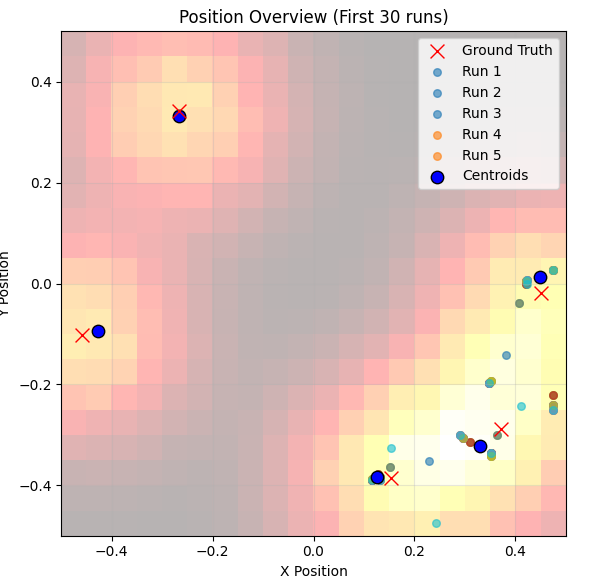 Position Overview (First 30 runs)
Ground Truth
Run 1
Run 2
Run 3
Run 4
Run 5
Centroids
0.4
0.2
0.0
−0.2
−0.4
Y Position
−0.4
−0.2
0.0
0.2
0.4
X Position